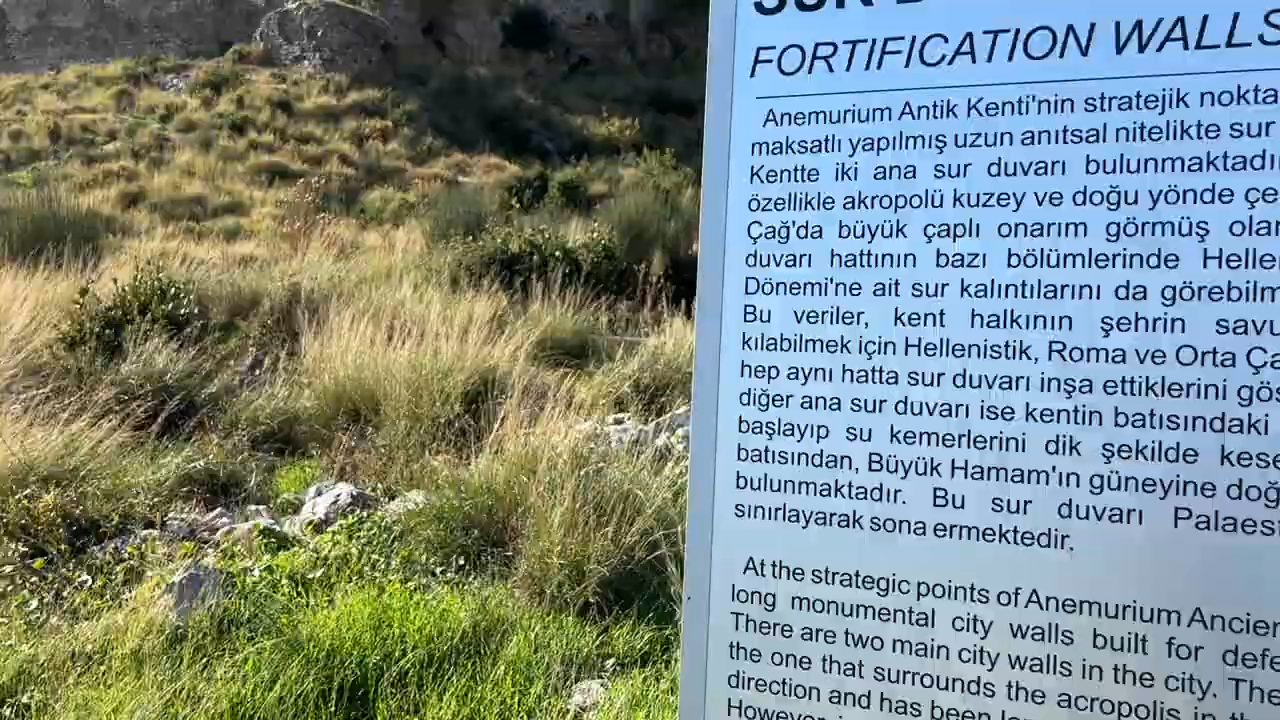 FORTIFICATION WALLS
Anemurium Antik Kenti'nin stratejik nokta
maksatlı yapılmış uzun anıtsal nitelikte sur
Kentte iki ana sur duvarı bulunmaktadı
özellikle akropolü kuzey ve doğu yönde çe
Çağ'da büyük çaplı onarım görmüş olar
duvarı hattının bazı bölümlerinde Helle
Dönemi'ne ait sur kalıntılarını da görebilm
Bu veriler, kent halkının şehrin savu
kılabilmek için Hellenistik, Roma ve Orta Ça
hep aynı hatta sur duvarı inşa ettiklerini gös
diğer ana sur duvarı ise kentin batısındaki
başlayıp su kemerlerini dik şekilde kese
batısından, Büyük Hamam'ın güneyine doğ
bulunmaktadır. Bu sur duvarı Palaest
sınırlayarak sona ermektedir.
At the strategic points of Anemurium Ancien
long monumental city walls built for defe
There are two main city walls in the city. The
the one that surrounds the acropolis in the
direction and has been
However